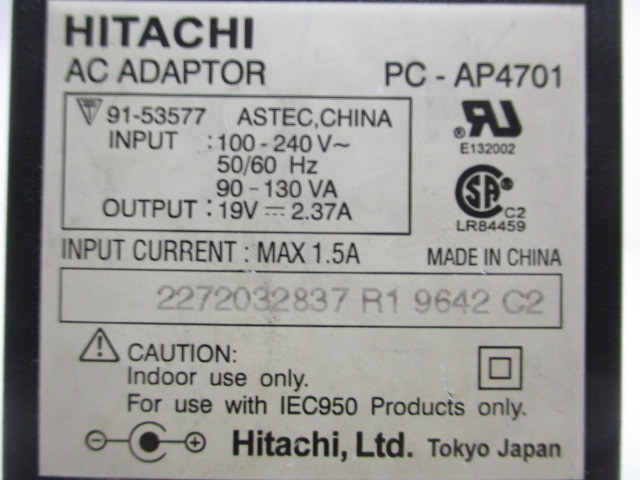 HITACHI
AC ADAPTOR PC - AP4701
91-53577 ASTEC,CHINA
INPUT :100 - 240 V~
50/60 Hz
90 - 130 VA
OUTPUT : 19V ⎓ 2.37A
R UR ®
E132002
SA ®
C2
LR84459
INPUT CURRENT : MAX 1.5A MADE IN CHINA
2272032837 R1 9642 C2
CAUTION:
Indoor use only.
For use with IEC950 Products only.
Hitachi, Ltd. Tokyo Japan